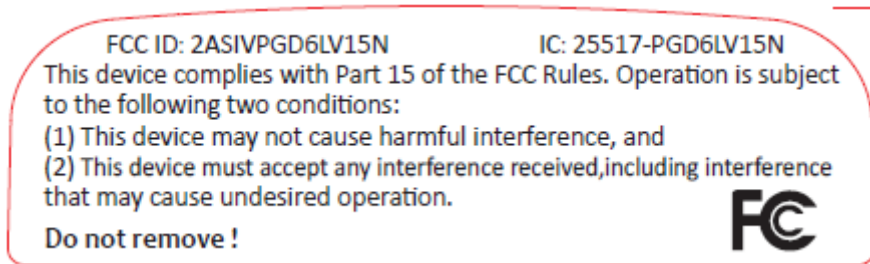 FCC ID: 2ASIVPGD6LV15N IC: 25517-PGD6LV15N
This device complies with Part 15 of the FCC Rules. Operation is subject
to the following two conditions:
(1) This device may not cause harmful interference, and
(2) This device must accept any interference received,including interference
that may cause undesired operation.
Do not remove !
FC